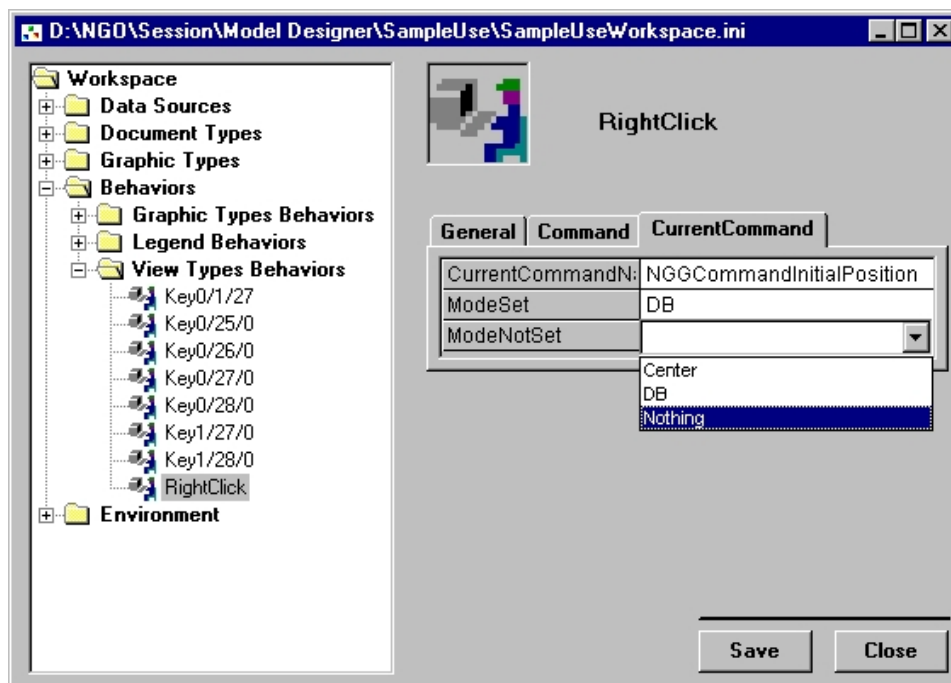 D:\NGO\Session\Model Designer\SampleUse\SampleUseWorkspace.ini
Workspace
Data Sources
Document Types
Graphic Types
Behaviors
Graphic Types Behaviors
Legend Behaviors
View Types Behaviors
Key0/1/27
Key0/25/0
Key0/26/0
Key0/27/0
Key0/28/0
Key1/27/0
Key1/28/0
RightClick
Environment
RightClick
General Command CurrentCommand
CurrentCommandN NGGCommandInitialPosition
ModeSet DB
ModeNotSet
Center
DB
Nothing
Save Close